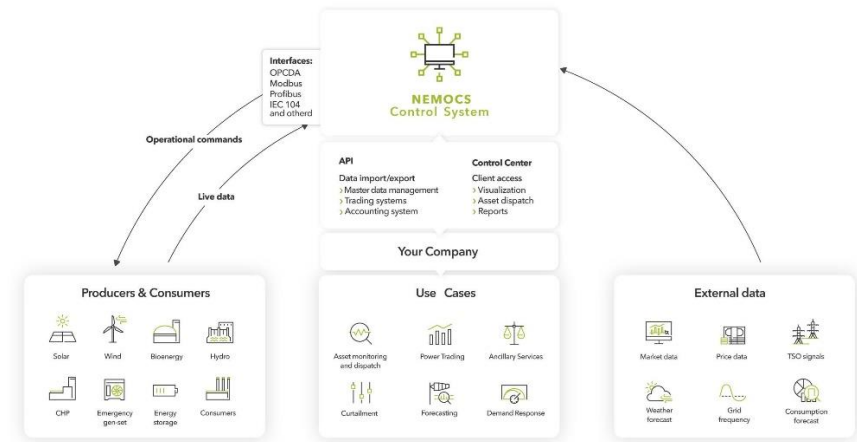 Interfaces:
OPCDA
Modbus
Profibus
IEC 104
and otherd
NEMOCS
Control System
Operational commands
Live data
API
Data import/export
› Master data management
› Trading systems
› Accounting system
Control Center
Client access
› Visualization
› Asset dispatch
› Reports
Your Company
Producers & Consumers
Solar
Wind
Bioenergy
Hydro
CHP
Emergency
gen-set
Energy
storage
Consumers
Use Cases
Asset monitoring
and dispatch
Power Trading
Ancillary Services
Curtailment
Forecasting
Demand Response
External data
Market data
Price data
TSO signals
Weather
forecast
Grid
frequency
Consumption
forecast